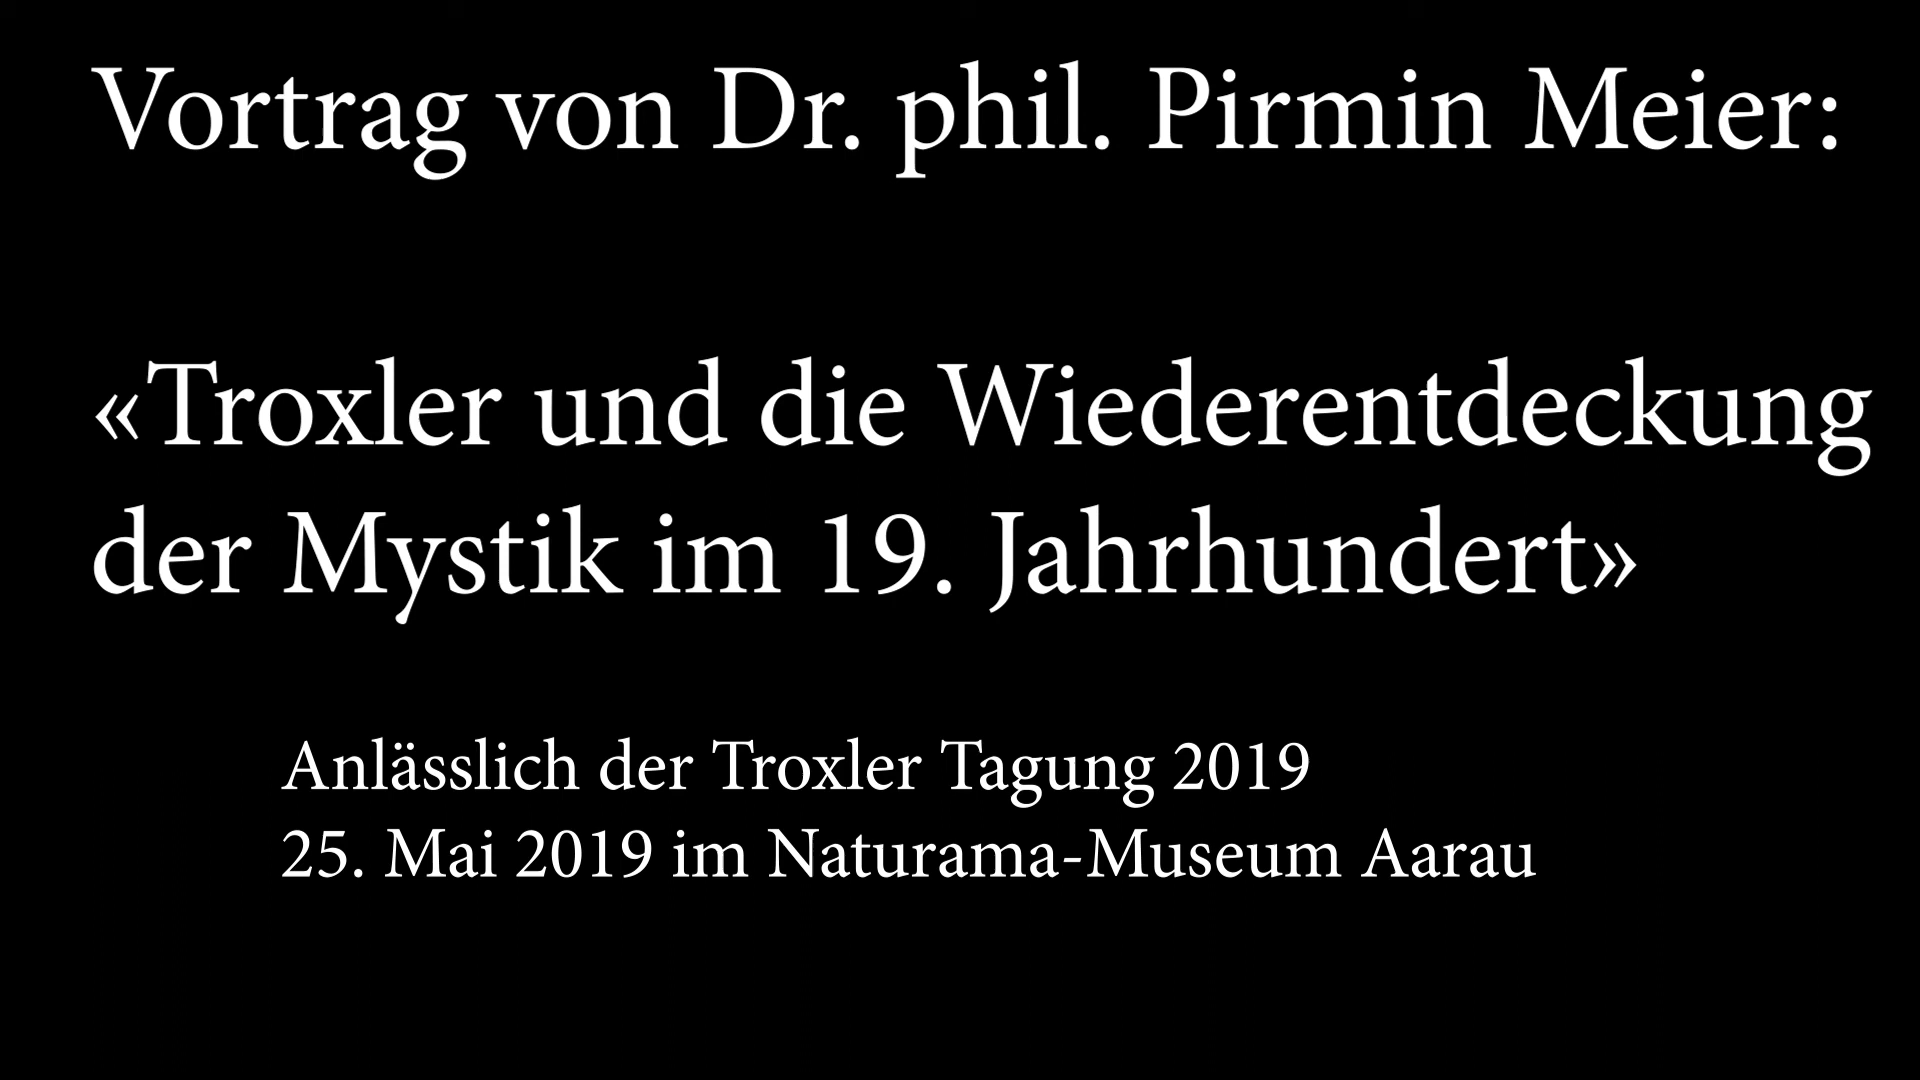 Vortrag von Dr. phil. Pirmin Meier:
«Troxler und die Wiederentdeckung
der Mystik im 19. Jahrhundert»
Anlässlich der Troxler Tagung 2019
25. Mai 2019 im Naturama-Museum Aarau